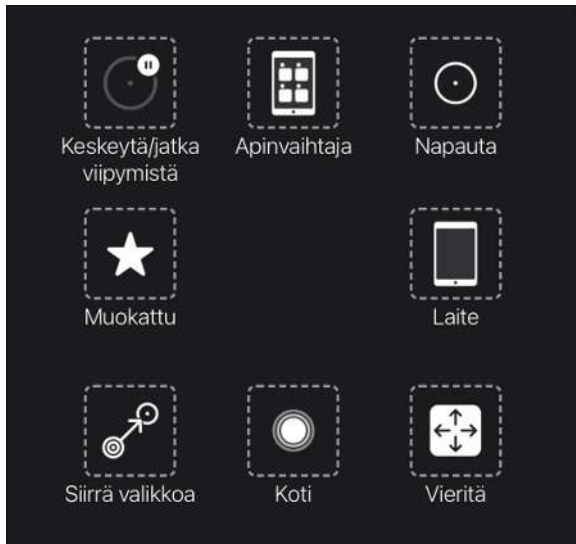 Keskeytä/jatka
viipymistä
Apinvaihtaja
Napauta
Muokattu
Laite
Siirrä valikkoa
Koti
Vieritä